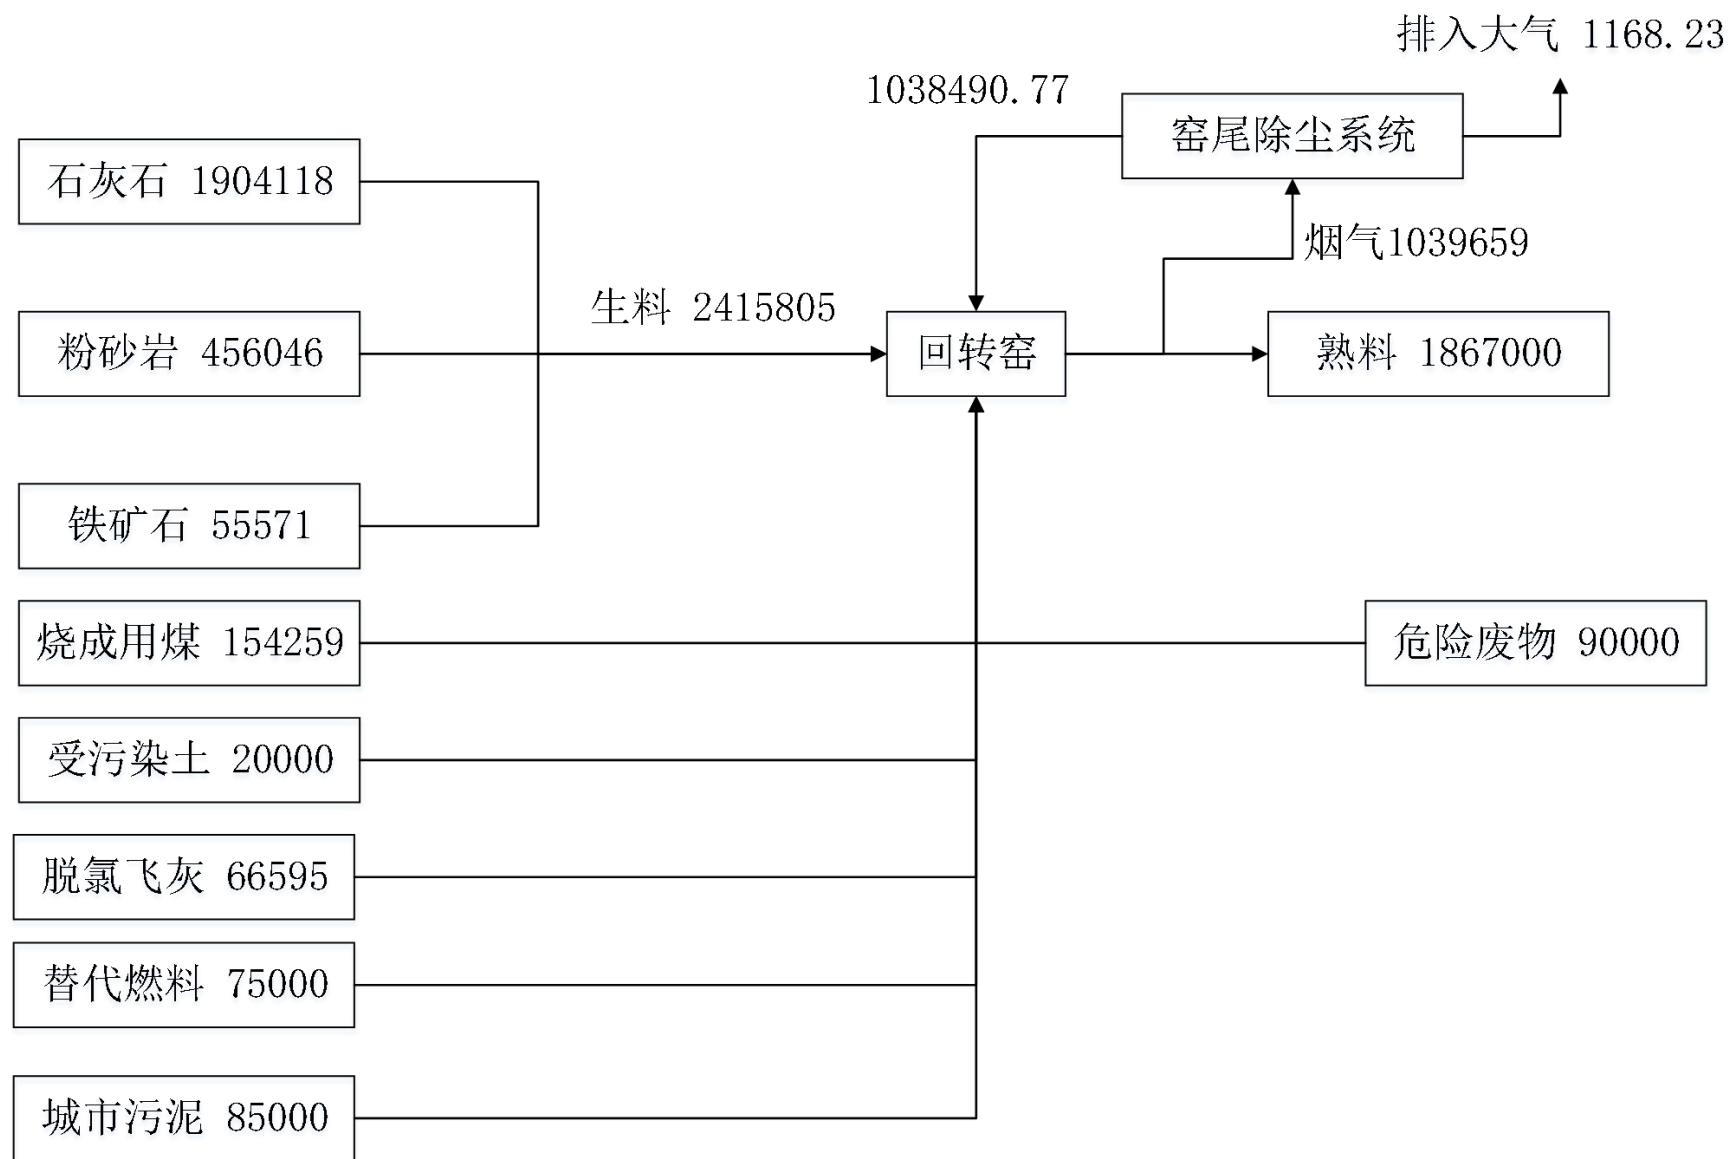 排入大气 1168.23
1038490.77
窑尾除尘系统
石灰石 1904118
烟气1039659
生料 2415805
粉砂岩 456046
回转窑
熟料 1867000
铁矿石 55571
烧成用煤 154259
危险废物 90000
受污染土 20000
脱氯飞灰 66595
替代燃料 75000
城市污泥 85000